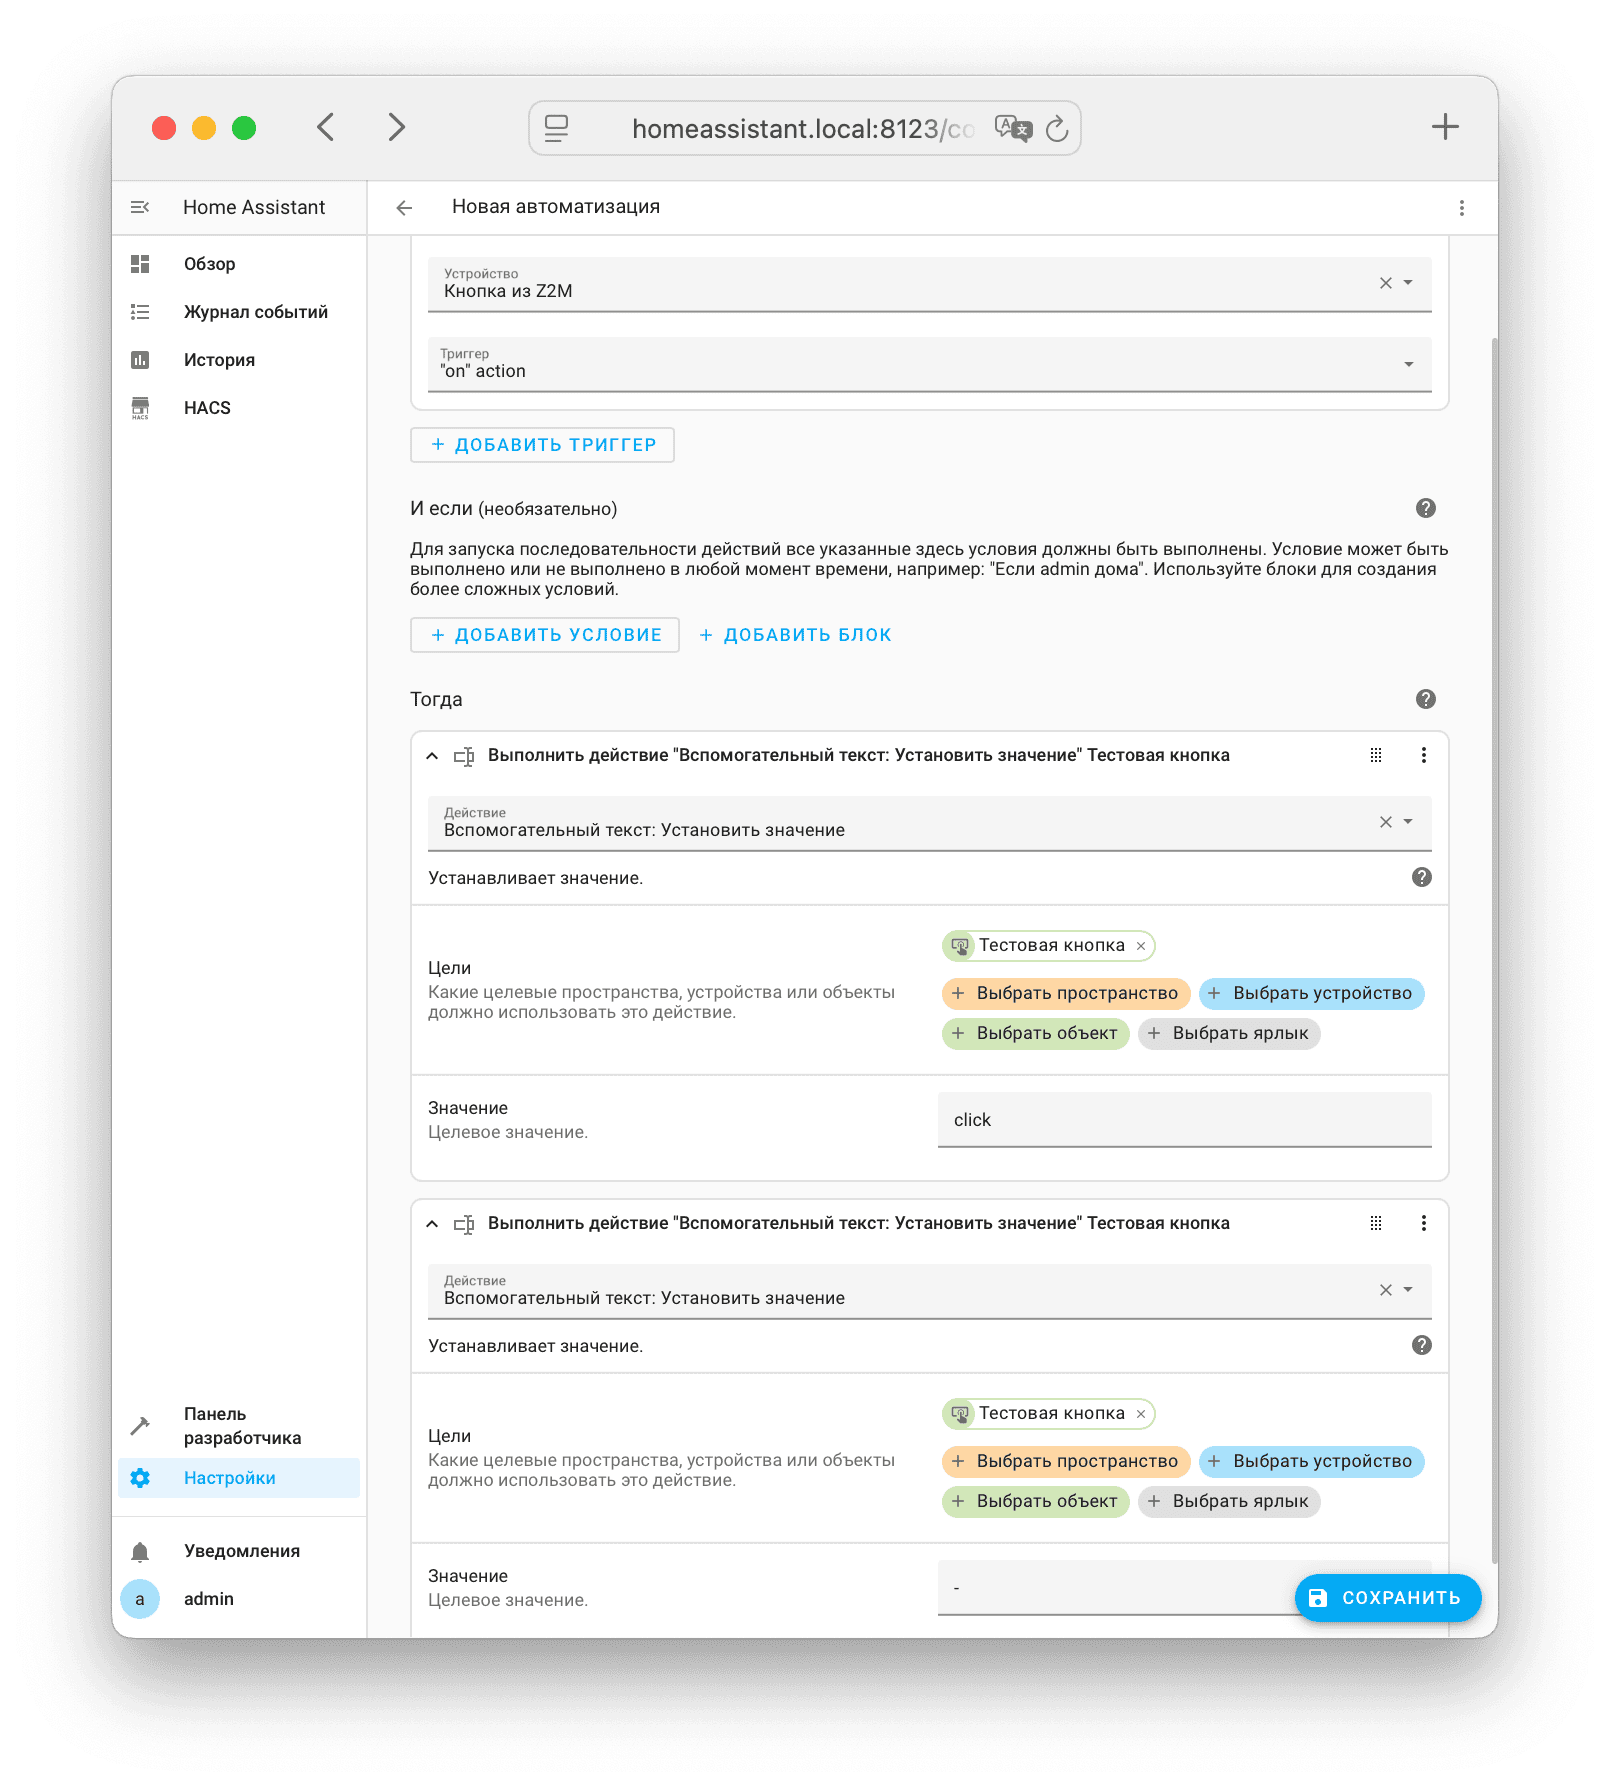 homeassistant.local:8123/co
Home Assistant
Новая автоматизация
Обзор
Журнал событий
История
HACS
HACS
Устройство
Кнопка из Z2M
Триггер
"on" action
ДОБАВИТЬ ТРИГГЕР
И если (необязательно)
Для запуска последовательности действий все указанные здесь условия должны быть выполнены. Условие может быть
выполнено или не выполнено в любой момент времени, например: "Если admin дома". Используйте блоки для создания
более сложных условий.
ДОБАВИТЬ УСЛОВИЕ
ДОБАВИТЬ БЛОК
Тогда
Выполнить действие "Вспомогательный текст: Установить значение" Тестовая кнопка
Действие
Вспомогательный текст: Установить значение
Устанавливает значение.
Цели
Какие целевые пространства, устройства или объекты
должно использовать это действие.
Тестовая кнопка
Выбрать пространство
Выбрать устройство
Выбрать объект
Выбрать ярлык
Значение
Целевое значение.
click
Выполнить действие "Вспомогательный текст: Установить значение" Тестовая кнопка
Действие
Вспомогательный текст: Установить значение
Устанавливает значение.
Цели
Какие целевые пространства, устройства или объекты
должно использовать это действие.
Тестовая кнопка
Выбрать пространство
Выбрать устройство
Выбрать объект
Выбрать ярлык
Значение
Целевое значение.
-
СОХРАНИТЬ
Панель
разработчика
Настройки
Уведомления
a
admin